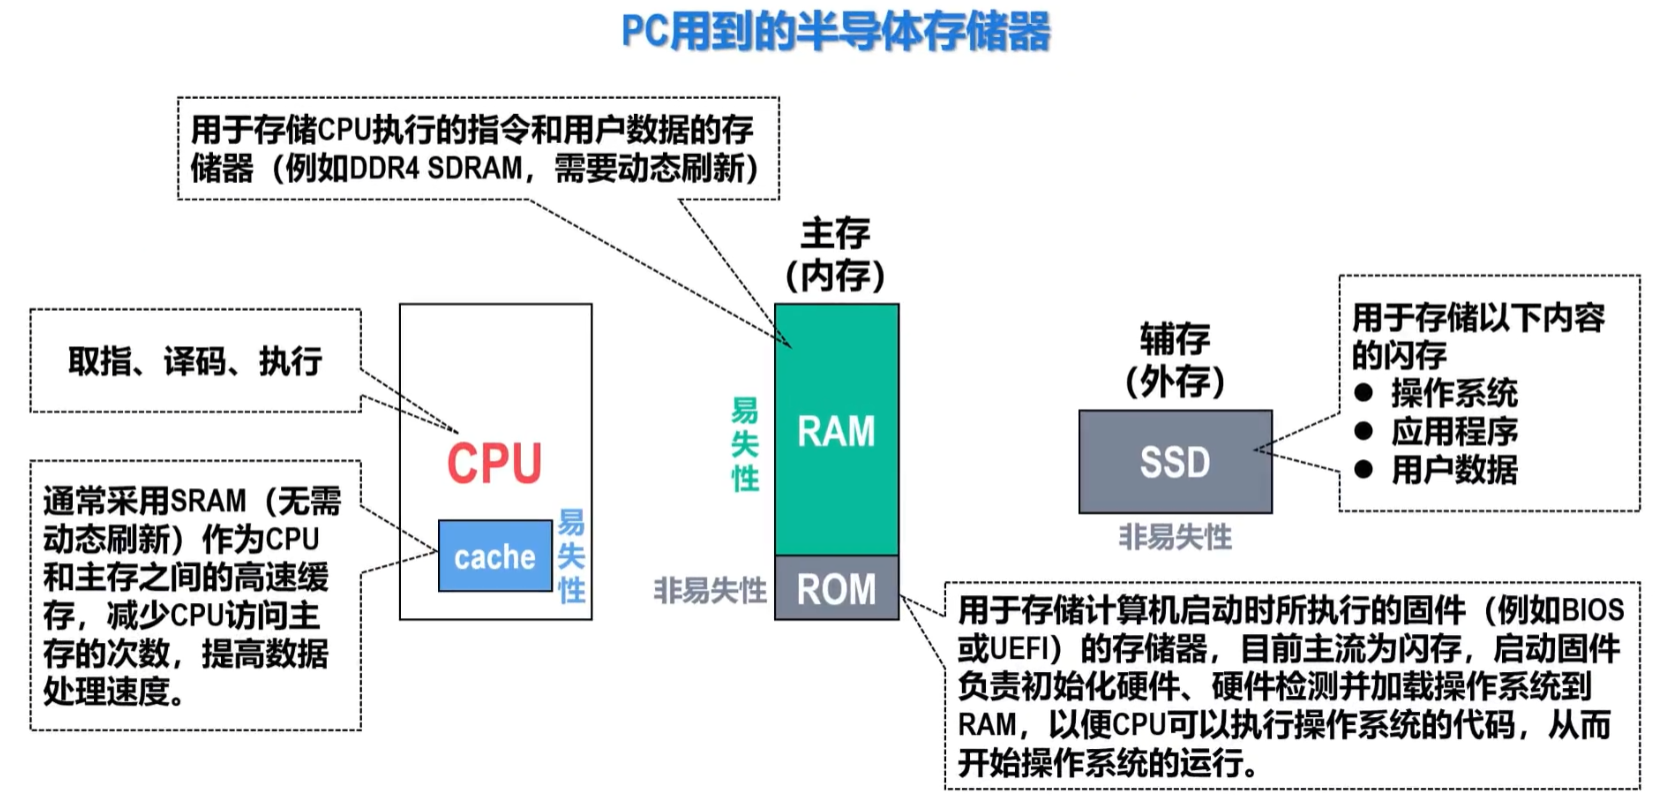 PC用到的半导体存储器
用于存储CPU执行的指令和用户数据的存
储器（例如DDR4 SDRAM，需要动态刷新）
主存
（内存）
取指、译码、执行
CPU
通常采用SRAM（无需
动态刷新）作为CPU
和主存之间的高速缓
存，减少CPU访问主
存的次数，提高数据
处理速度。
cache
易
失
性
易
失
性
RAM
非易失性
ROM
辅存
（外存）
SSD
非易失性
用于存储以下内容
的闪存
● 操作系统
● 应用程序
● 用户数据
用于存储计算机启动时所执行的固件（例如BIOS
或UEFI）的存储器，目前主流为闪存，启动固件
负责初始化硬件、硬件检测并加载操作系统到
RAM，以便CPU可以执行操作系统的代码，从而
开始操作系统的运行。